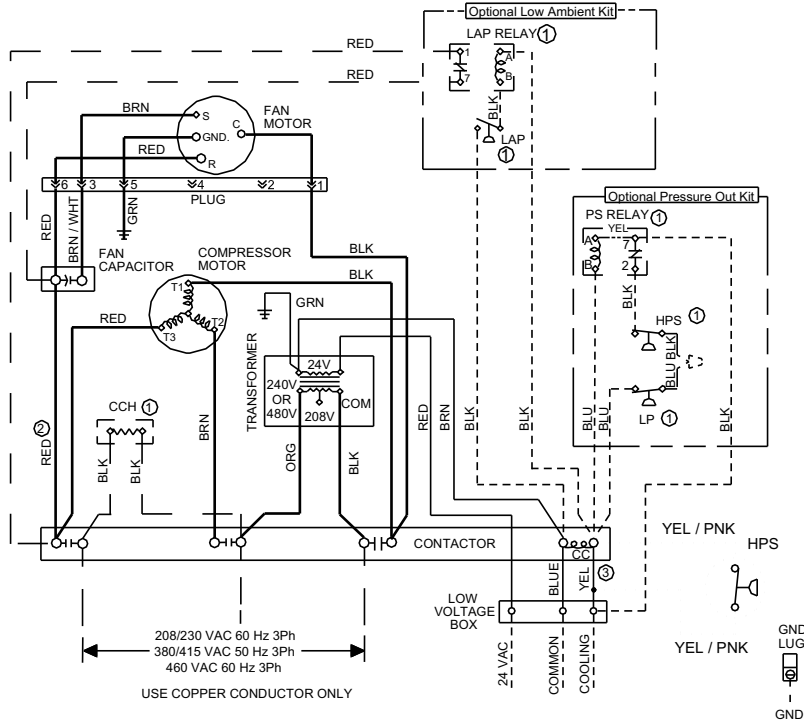 Optional Low Ambient Kit
LAP RELAY 1
RED
1
A
7
B
RED
BLK
LAP
1
BRN
S
FAN
MOTOR
C
GND.
RED
R
6
3
5
4
2
1
PLUG
Optional Pressure Out Kit
PS RELAY 1
YEL
A
7
B
2
RED
BRN / WHT
GRN
BLK
BLK
FAN
CAPACITOR
COMPRESSOR
MOTOR
T1
T2
T3
RED
GRN
BLK
HPS 1
BLK
BLU
LP 1
TRANSFORMER
24V
240V
OR
480V
COM
208V
CCH 1
2
RED
BLK
BLK
BRN
ORG
BLK
RED
BRN
BLK
BLK
BLU
BLU
BLK
CONTACTOR
CC
YEL / PNK
HPS
BLUE
YEL
3
LOW
VOLTAGE
BOX
24 VAC
COMMON
COOLING
YEL / PNK
GND
LUG
GND
208/230 VAC 60 Hz 3Ph
380/415 VAC 50 Hz 3Ph
460 VAC 60 Hz 3Ph
USE COPPER CONDUCTOR ONLY